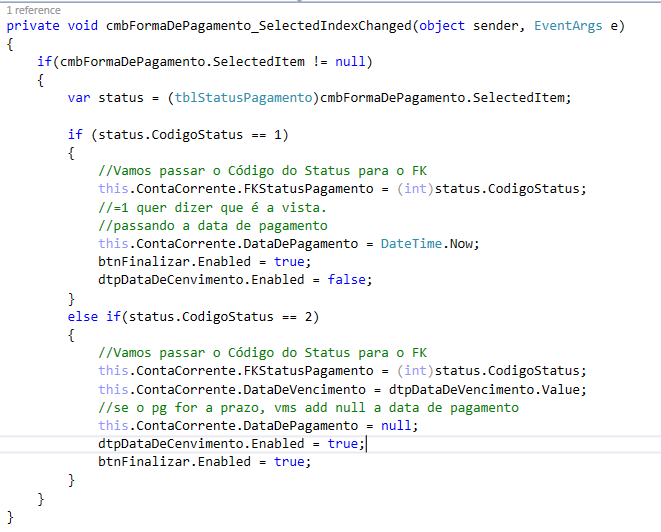 1 reference
private void cmbFormaDePagamento_SelectedIndexChanged(object sender, EventArgs e)
{
    if(cmbFormaDePagamento.SelectedItem != null)
    {
        var status = (tblStatusPagamento)cmbFormaDePagamento.SelectedItem;

        if (status.CodigoStatus == 1)
        {
            //Vamos passar o Código do Status para o FK
            this.ContaCorrente.FKStatusPagamento = (int)status.CodigoStatus;
            //=1 quer dizer que é a vista.
            //passando a data de pagamento
            this.ContaCorrente.DataDePagamento = DateTime.Now;
            btnFinalizar.Enabled = true;
            dtpDataDeCenvimento.Enabled = false;
        }
        else if(status.CodigoStatus == 2)
        {
            //Vamos passar o Código do Status para o FK
            this.ContaCorrente.FKStatusPagamento = (int)status.CodigoStatus;
            this.ContaCorrente.DataDeVencimento = dtpDataDeVencimento.Value;
            //se o pg for a prazo, vms add null a data de pagamento
            this.ContaCorrente.DataDePagamento = null;
            dtpDataDeCenvimento.Enabled = true;
            btnFinalizar.Enabled = true;
        }
    }
}